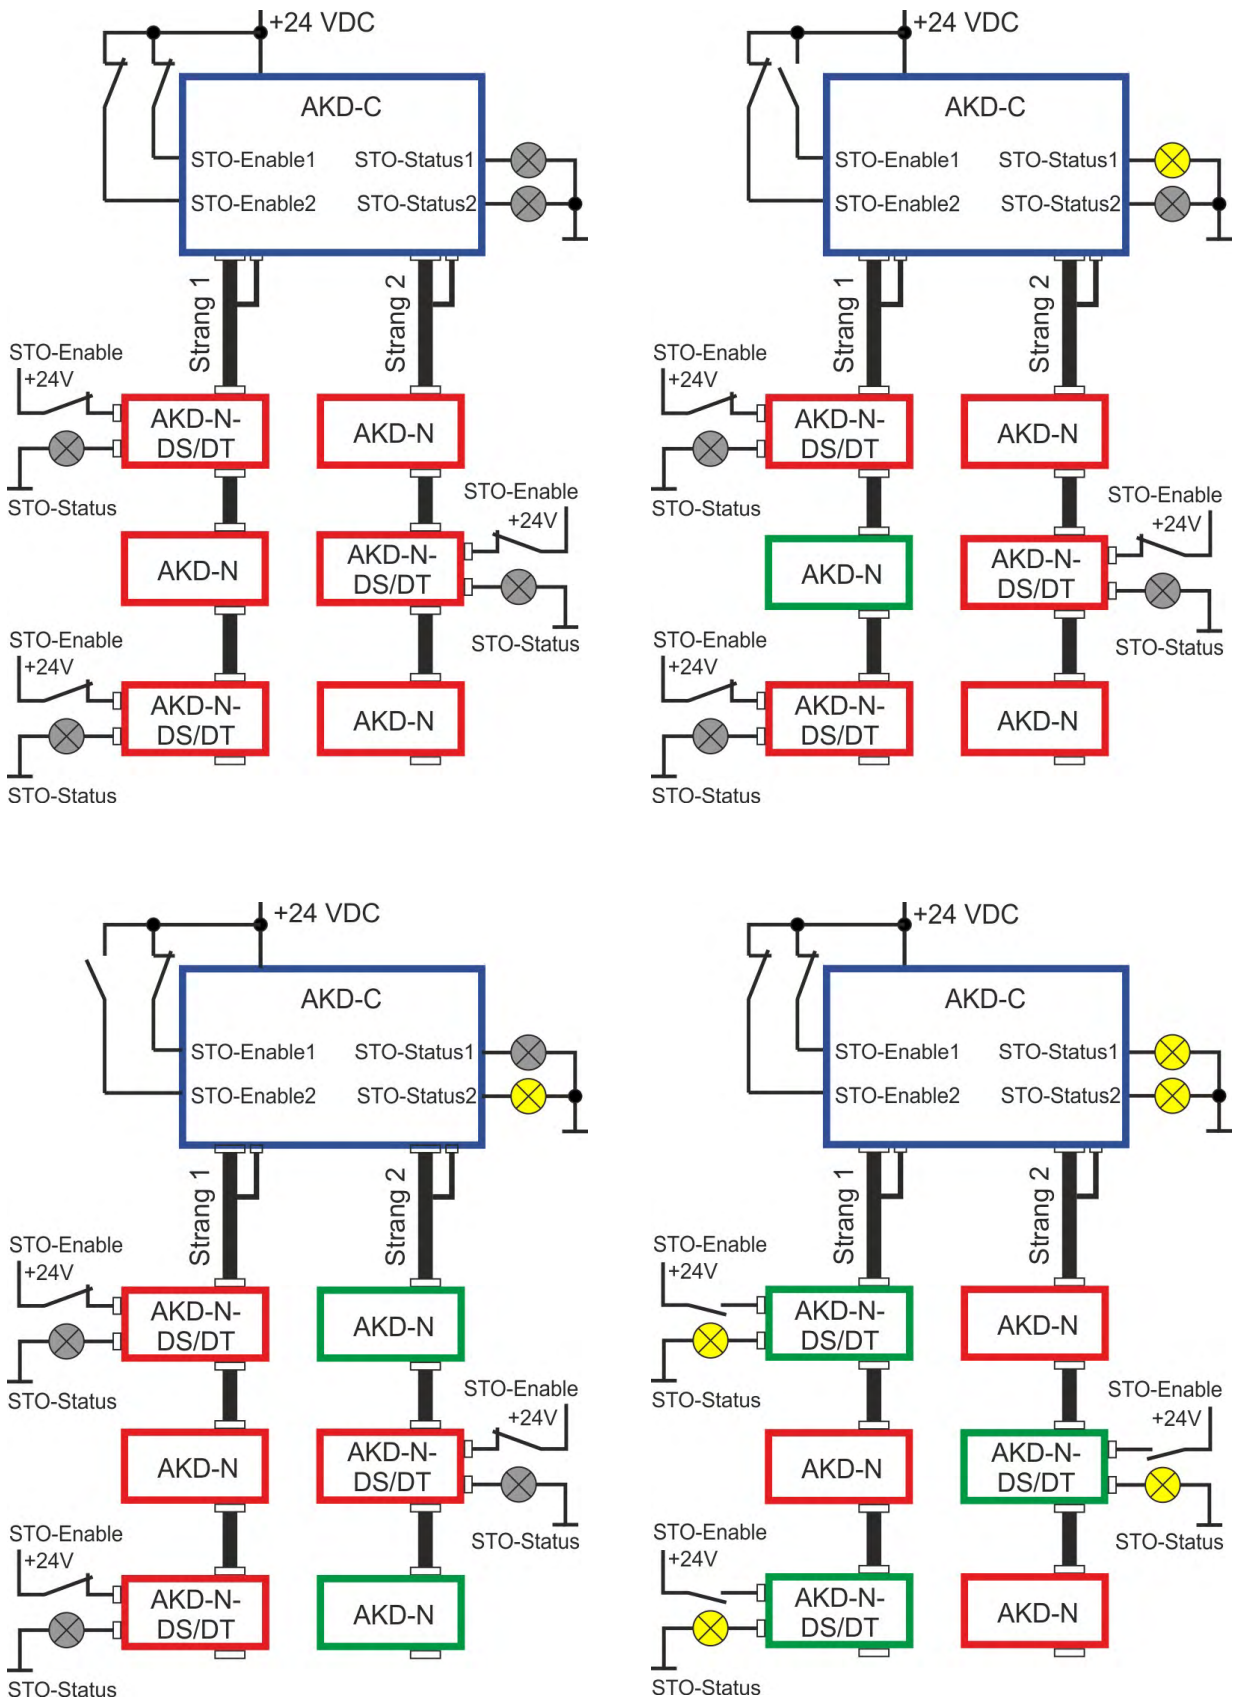 +24 VDC
AKD-C
STO-Enable1 STO-Status1
STO-Enable2 STO-Status2
Strang 1
Strang 2
STO-Enable
+24V
AKD-N-
DS/DT
STO-Status
AKD-N
AKD-N
STO-Enable
+24V
AKD-N-
DS/DT
STO-Status
STO-Enable
+24V
AKD-N-
DS/DT
STO-Status
AKD-N
+24 VDC
AKD-C
STO-Enable1 STO-Status1
STO-Enable2 STO-Status2
Strang 1
Strang 2
STO-Enable
+24V
AKD-N-
DS/DT
STO-Status
AKD-N
AKD-N
STO-Enable
+24V
AKD-N-
DS/DT
STO-Status
STO-Enable
+24V
AKD-N-
DS/DT
STO-Status
AKD-N
+24 VDC
AKD-C
STO-Enable1 STO-Status1
STO-Enable2 STO-Status2
Strang 1
Strang 2
STO-Enable
+24V
AKD-N-
DS/DT
STO-Status
AKD-N
AKD-N
STO-Enable
+24V
AKD-N-
DS/DT
STO-Status
STO-Enable
+24V
AKD-N-
DS/DT
STO-Status
AKD-N
+24 VDC
AKD-C
STO-Enable1 STO-Status1
STO-Enable2 STO-Status2
Strang 1
Strang 2
STO-Enable
+24V
AKD-N-
DS/DT
STO-Status
AKD-N
AKD-N
STO-Enable
+24V
AKD-N-
DS/DT
STO-Status
STO-Enable
+24V
AKD-N-
DS/DT
STO-Status
AKD-N